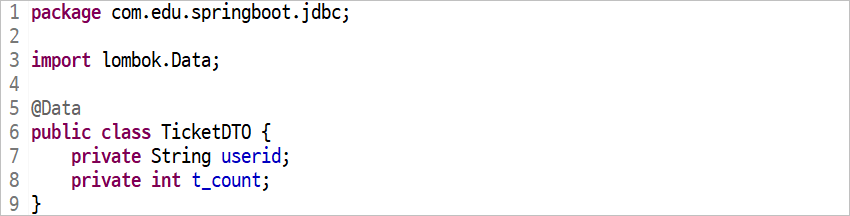 1 package com.edu.springboot.jdbc;
2
3 import lombok.Data;
4
5 @Data
6 public class TicketDTO {
7     private String userid;
8     private int t_count;
9 }